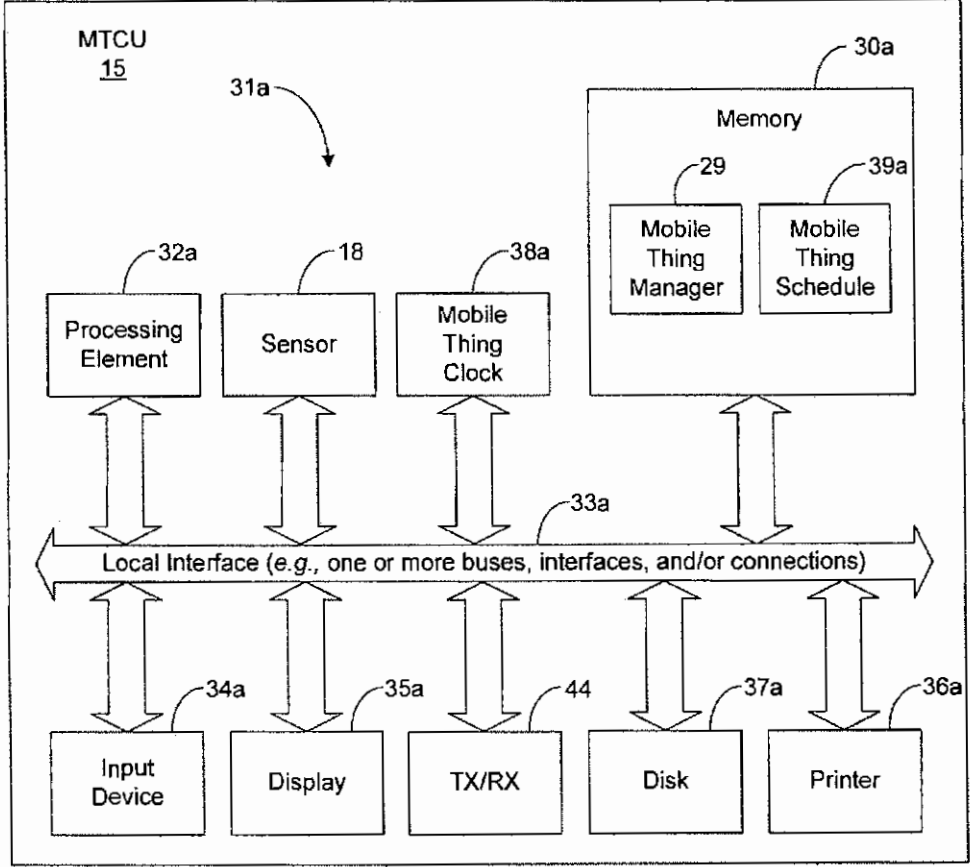 MTCU
15
31a
30a
Memory
29
39a
Mobile
Thing
Manager
Mobile
Thing
Schedule
32a
18
38a
Processing
Element
Sensor
Mobile
Thing
Clock
33a
Local Interface (e.g., one or more buses, interfaces, and/or connections)
34a
35a
44
37a
36a
Input
Device
Display
TX/RX
Disk
Printer